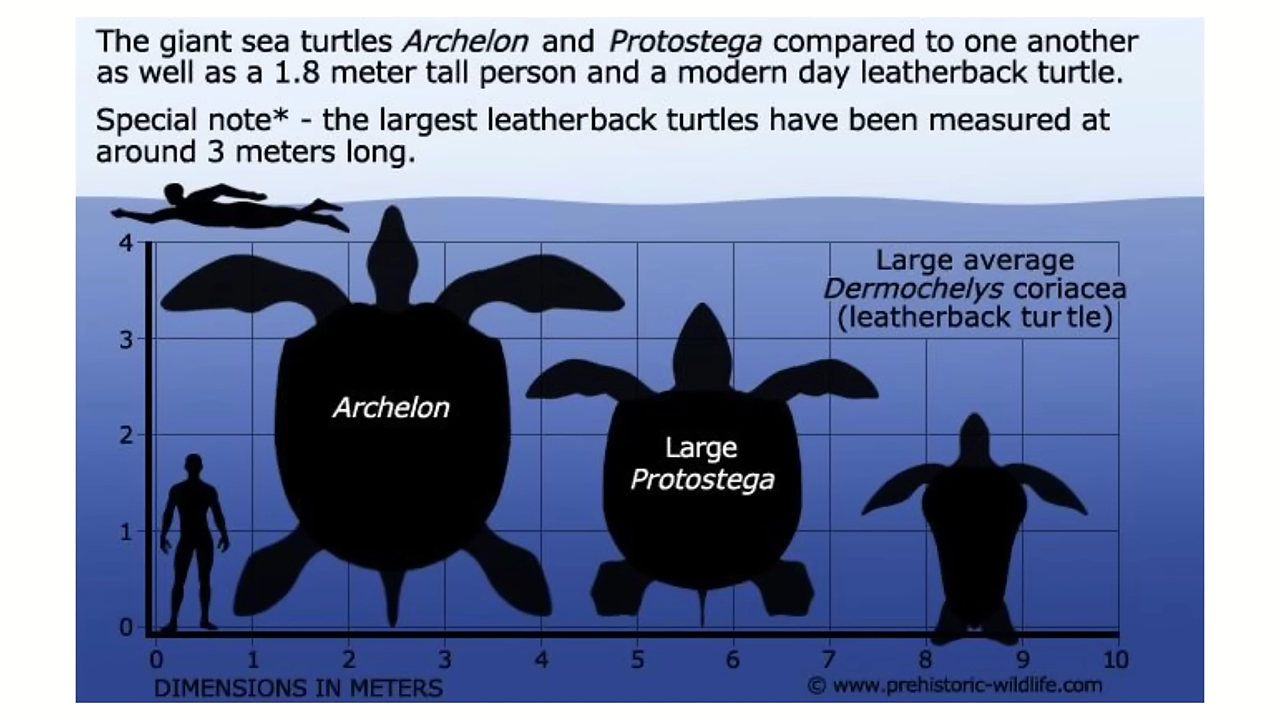 The giant sea turtles Archelon and Protostega compared to one another
as well as a 1.8 meter tall person and a modern day leatherback turtle.
Special note* - the largest leatherback turtles have been measured at
around 3 meters long.
4
Large average
Dermochelys coriacea
(leatherback turtle)
3
Archelon
2
Large
Protostega
1
0
0 1 2 3 4 5 6 7 8 9 10
DIMENSIONS IN METERS
© www.prehistoric-wildlife.com